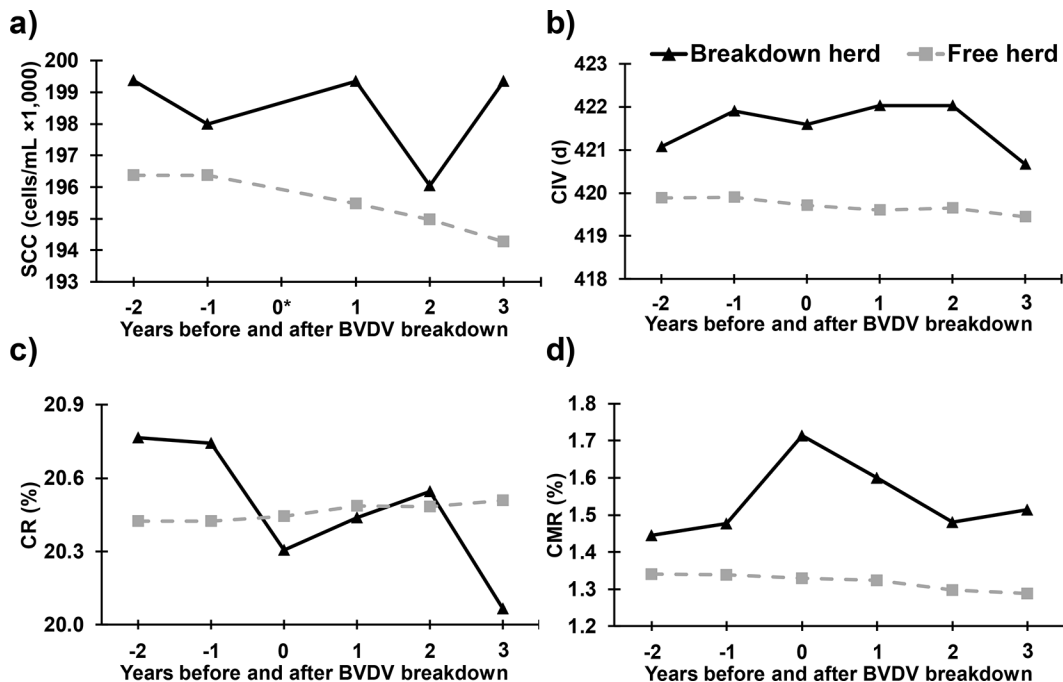 a)
SCC (cells/mL ×1,000)
200
199
198
197
196
195
194
193
-2 -1 0* 1 2 3
Years before and after BVDV breakdown
b)
Breakdown herd Free herd
CIV (d)
423
422
421
420
419
418
-2 -1 0 1 2 3
Years before and after BVDV breakdown
c)
CR (%)
20.9
20.6
20.3
20.0
-2 -1 0 1 2 3
Years before and after BVDV breakdown
d)
CMR (%)
1.8
1.7
1.6
1.5
1.4
1.3
1.2
-2 -1 0 1 2 3
Years before and after BVDV breakdown